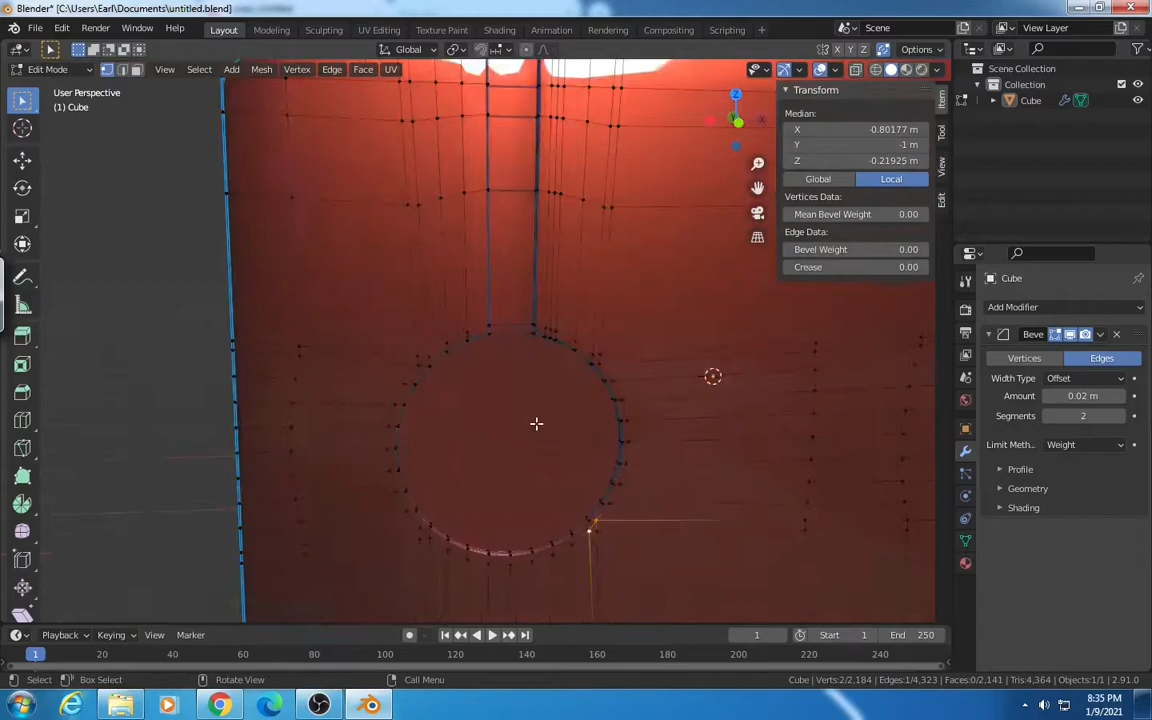 Blender* [C:\Users\Earl\Documents\untitled.blend]
File Edit Render Window Help Layout Modeling Sculpting UV Editing Texture Paint Shading Animation Rendering Compositing Scripting + Scene View Layer
Global X Y Z Options
Edit Mode View Select Add Mesh Vertex Edge Face UV
User Perspective
(1) Cube
Transform
Median:
X -0.80177 m
Y -1 m
Z -0.21925 m
Global Local
Vertices Data:
Mean Bevel Weight 0.00
Edge Data:
Bevel Weight 0.00
Crease 0.00
Item
Tool
View
Edit
Z
X
Scene Collection
Collection
Cube
Cube
Add Modifier
Beve
Vertices Edges
Width Type Offset
Amount 0.02 m
Segments 2
Limit Meth... Weight
Profile
Geometry
Shading
Playback Keying View Marker 1 Start 1 End 250
0 20 40 60 80 100 120 140 160 180 200 220 240
Select Box Select Rotate View Call Menu Cube | Verts:2/2,184 | Edges:1/4,323 | Faces:0/2,141 | Tris:4,364 | Objects:1/1 | 2.91.0
8:35 PM
1/9/2021